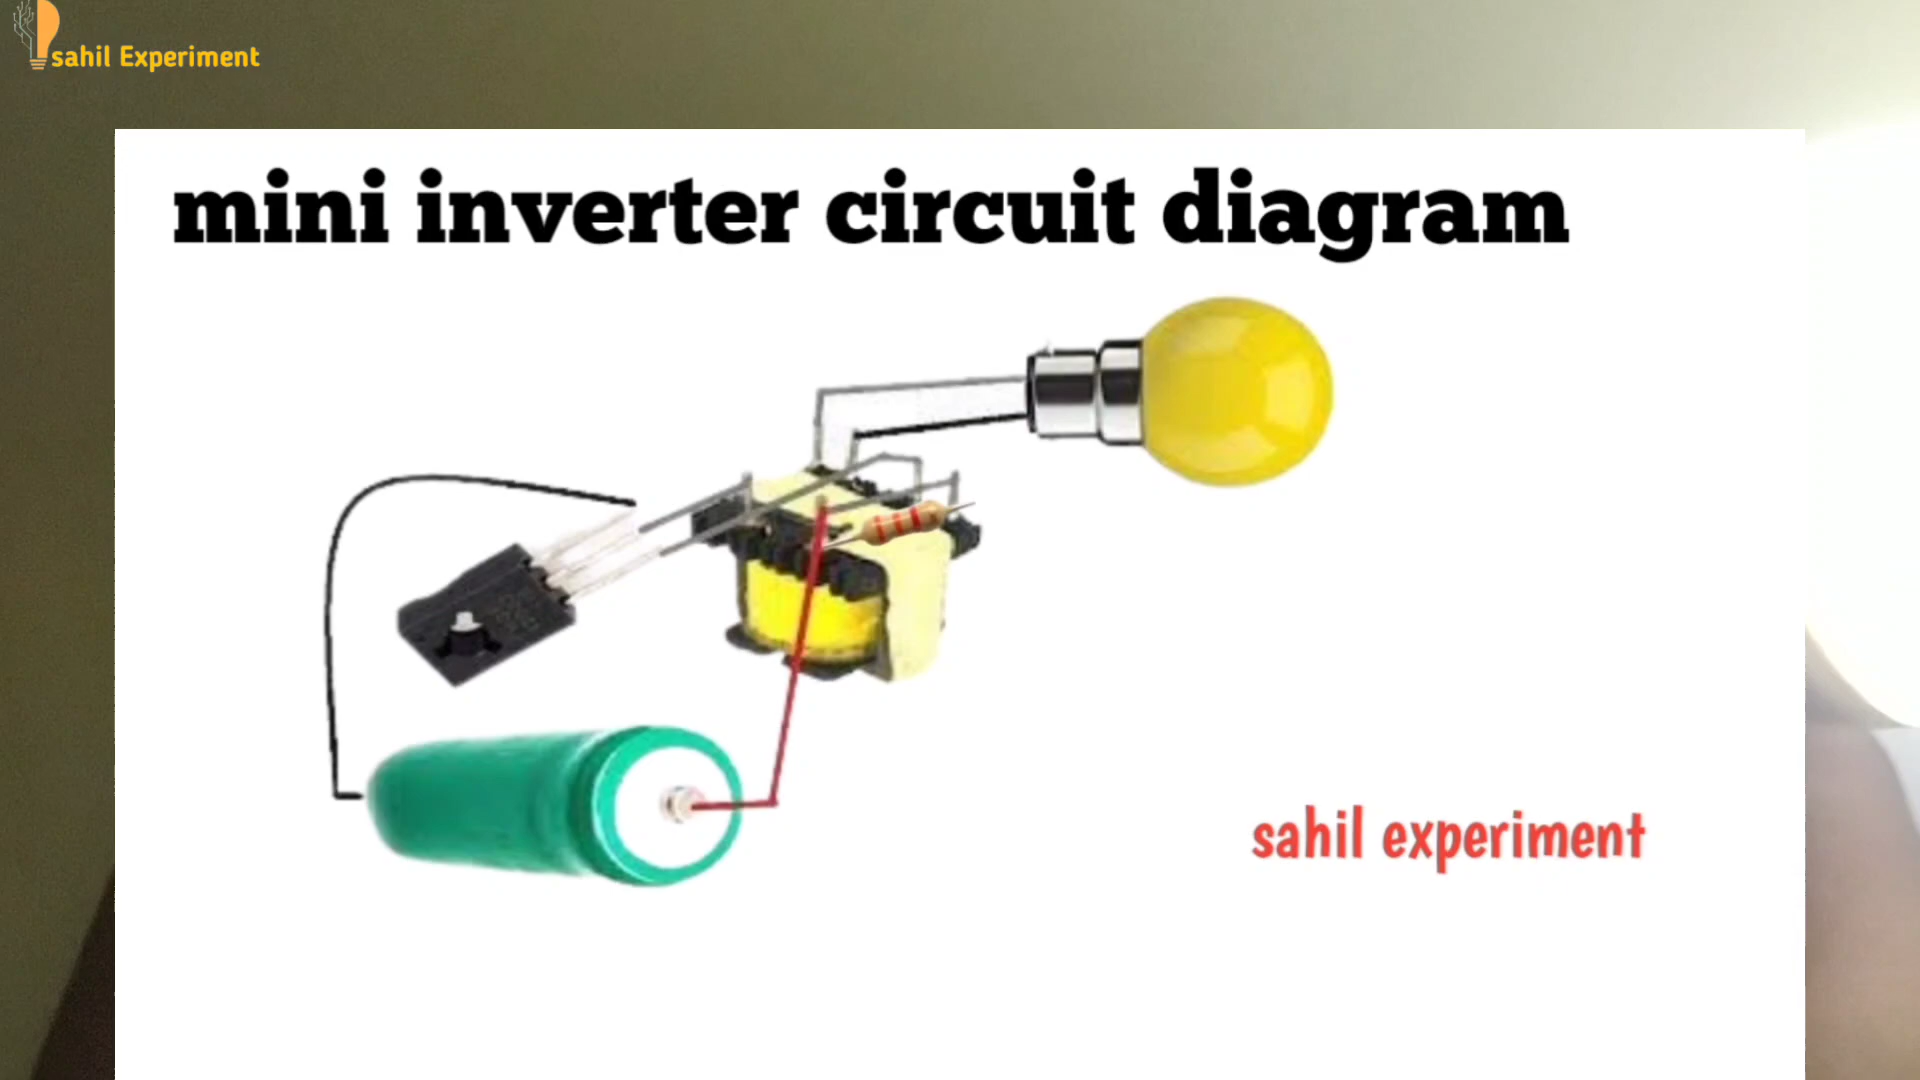 sahil Experiment
mini inverter circuit diagram
sahil experiment